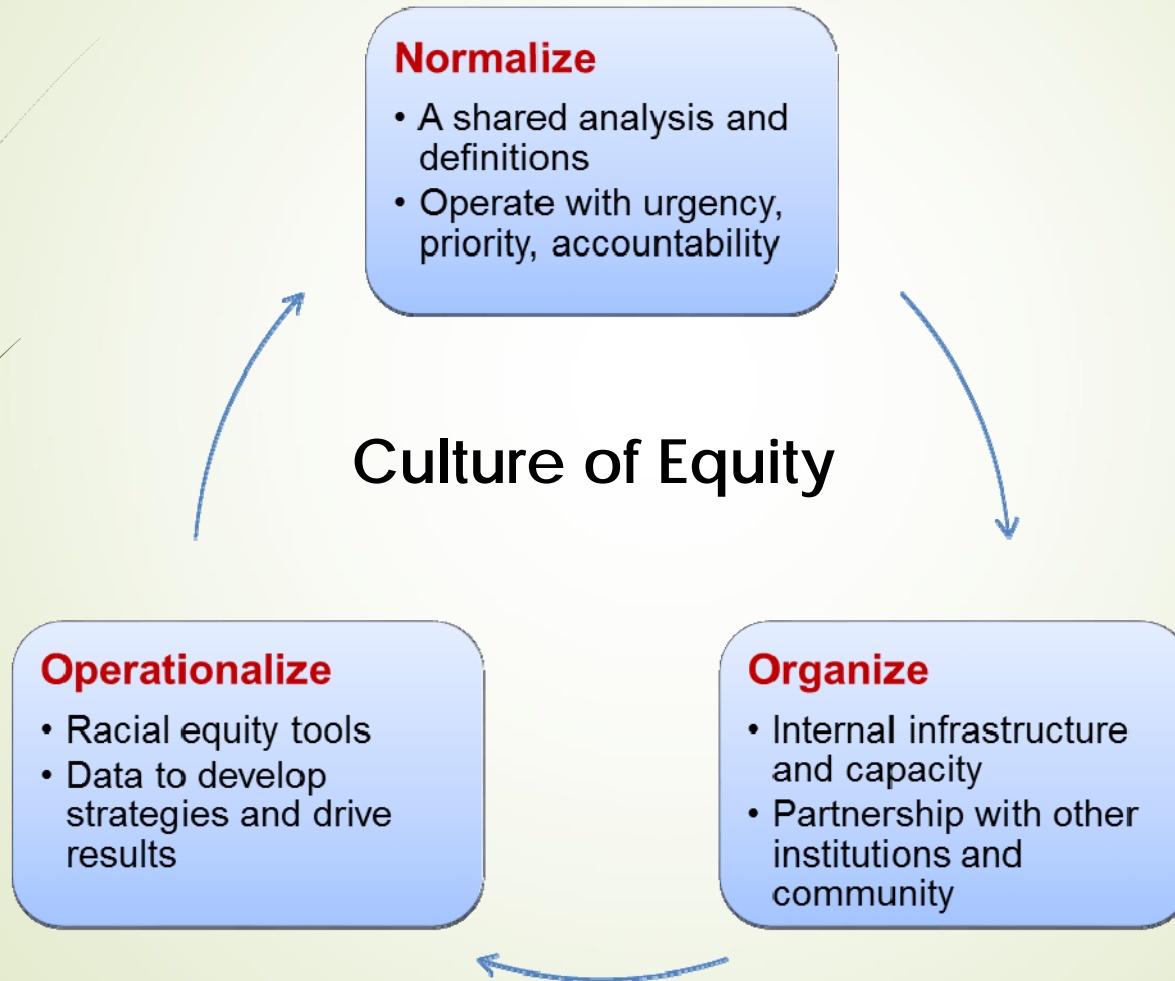 Normalize
• A shared analysis and
definitions
• Operate with urgency,
priority, accountability
Culture of Equity
Operationalize
• Racial equity tools
• Data to develop
strategies and drive
results
Organize
• Internal infrastructure
and capacity
• Partnership with other
institutions and
community